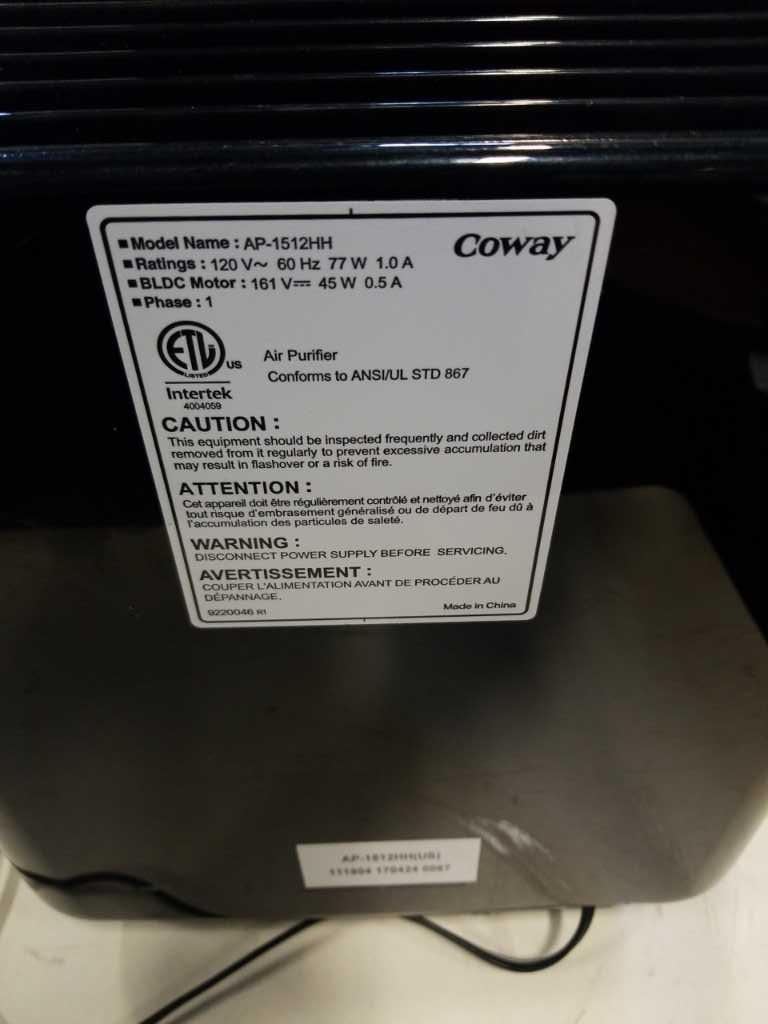 Model Name : AP-1512HH
Coway
Ratings : 120 V~ 60 Hz 77 W 1.0 A
BLDC Motor : 161 V⎓ 45 W 0.5 A
Phase : 1
ETL
LISTED
US
Intertek
4004059
Air Purifier
Conforms to ANSI/UL STD 867
CAUTION :
This equipment should be inspected frequently and collected dirt
removed from it regularly to prevent excessive accumulation that
may result in flashover or a risk of fire.
ATTENTION :
Cet appareil doit être régulièrement contrôlé et nettoyé afin d'éviter
tout risque d'embrasement généralisé ou de départ de feu dû à
l'accumulation des particules de saleté.
WARNING :
DISCONNECT POWER SUPPLY BEFORE SERVICING.
AVERTISSEMENT :
COUPER L'ALIMENTATION AVANT DE PROCÉDER AU
DÉPANNAGE.
9220046 R1
Made in China
AP-1512HH(US)
111904 170424